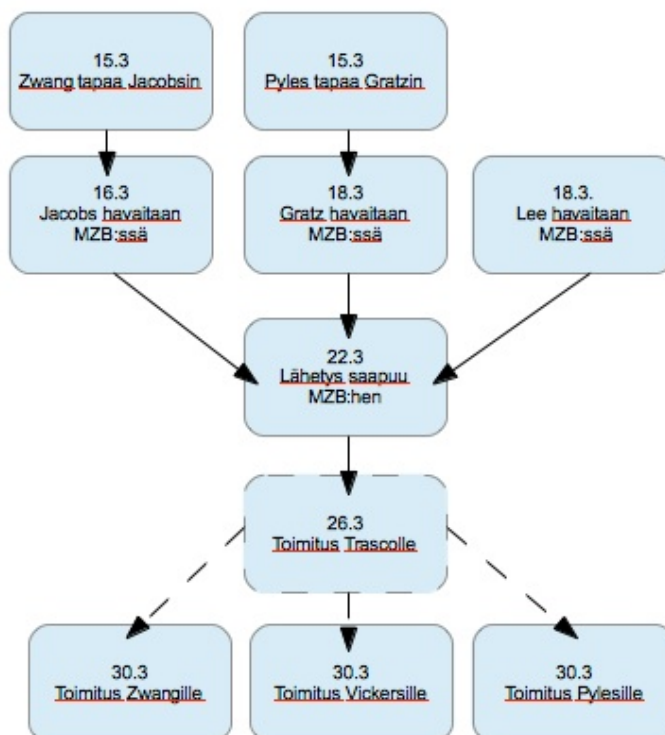 15.3
Zwang tapaa Jacobsin
15.3
Pyles tapaa Gratzin
16.3
Jacobs havaitaan
MZB:ssä
18.3
Gratz havaitaan
MZB:ssä
18.3.
Lee havaitaan
MZB:ssä
22.3
Lähetys saapuu
MZB:hen
26.3
Toimitus Trascolle
30.3
Toimitus Zwangille
30.3
Toimitus Vickersille
30.3
Toimitus Pylesille